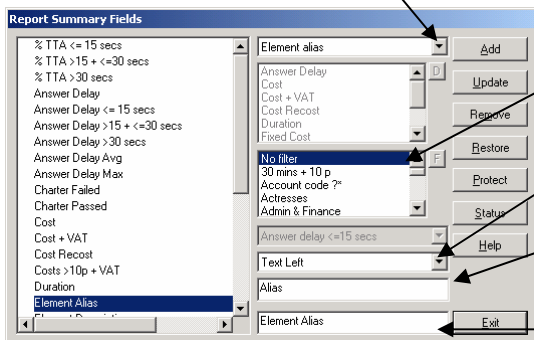 Report Summary Fields
% TTA <= 15 secs
% TTA >15 + <=30 secs
% TTA >30 secs
Answer Delay
Answer Delay <= 15 secs
Answer Delay >15 + <=30 secs
Answer Delay >30 secs
Answer Delay Avg
Answer Delay Max
Charter Failed
Charter Passed
Cost
Cost + VAT
Cost Recost
Costs >10p + VAT
Duration
Element Alias
Element alias
Answer Delay
Cost
Cost + VAT
Cost Recost
Duration
Fixed Cost
D
No filter
30 mins + 10 p
Account code ?*
Actresses
Admin & Finance
F
Answer delay <=15 secs
Text Left
Alias
Element Alias
Add
Update
Remove
Restore
Protect
Status
Help
Exit